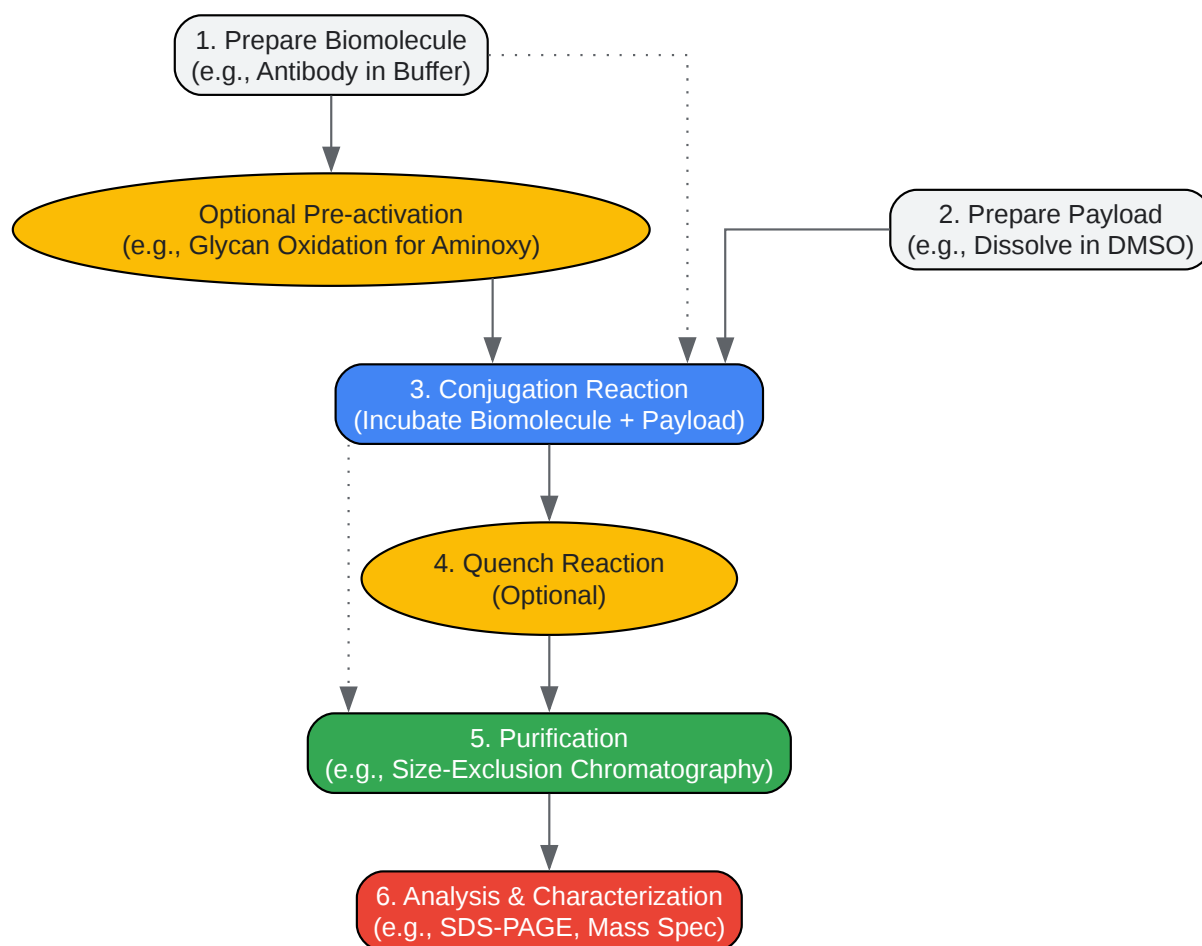 1. Prepare Biomolecule
(e.g., Antibody in Buffer)
Optional Pre-activation
(e.g., Glycan Oxidation for Aminoxy)
2. Prepare Payload
(e.g., Dissolve in DMSO)
3. Conjugation Reaction
(Incubate Biomolecule + Payload)
4. Quench Reaction
(Optional)
5. Purification
(e.g., Size-Exclusion Chromatography)
6. Analysis & Characterization
(e.g., SDS-PAGE, Mass Spec)